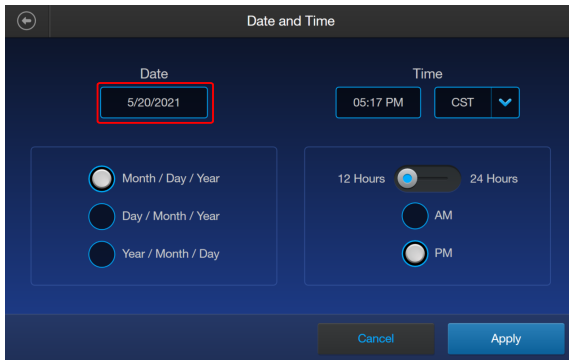 Date and Time
Date
Time
5/20/2021
05:17 PM
CST
Month / Day / Year
Day / Month / Year
Year / Month / Day
12 Hours
24 Hours
AM
PM
Cancel
Apply